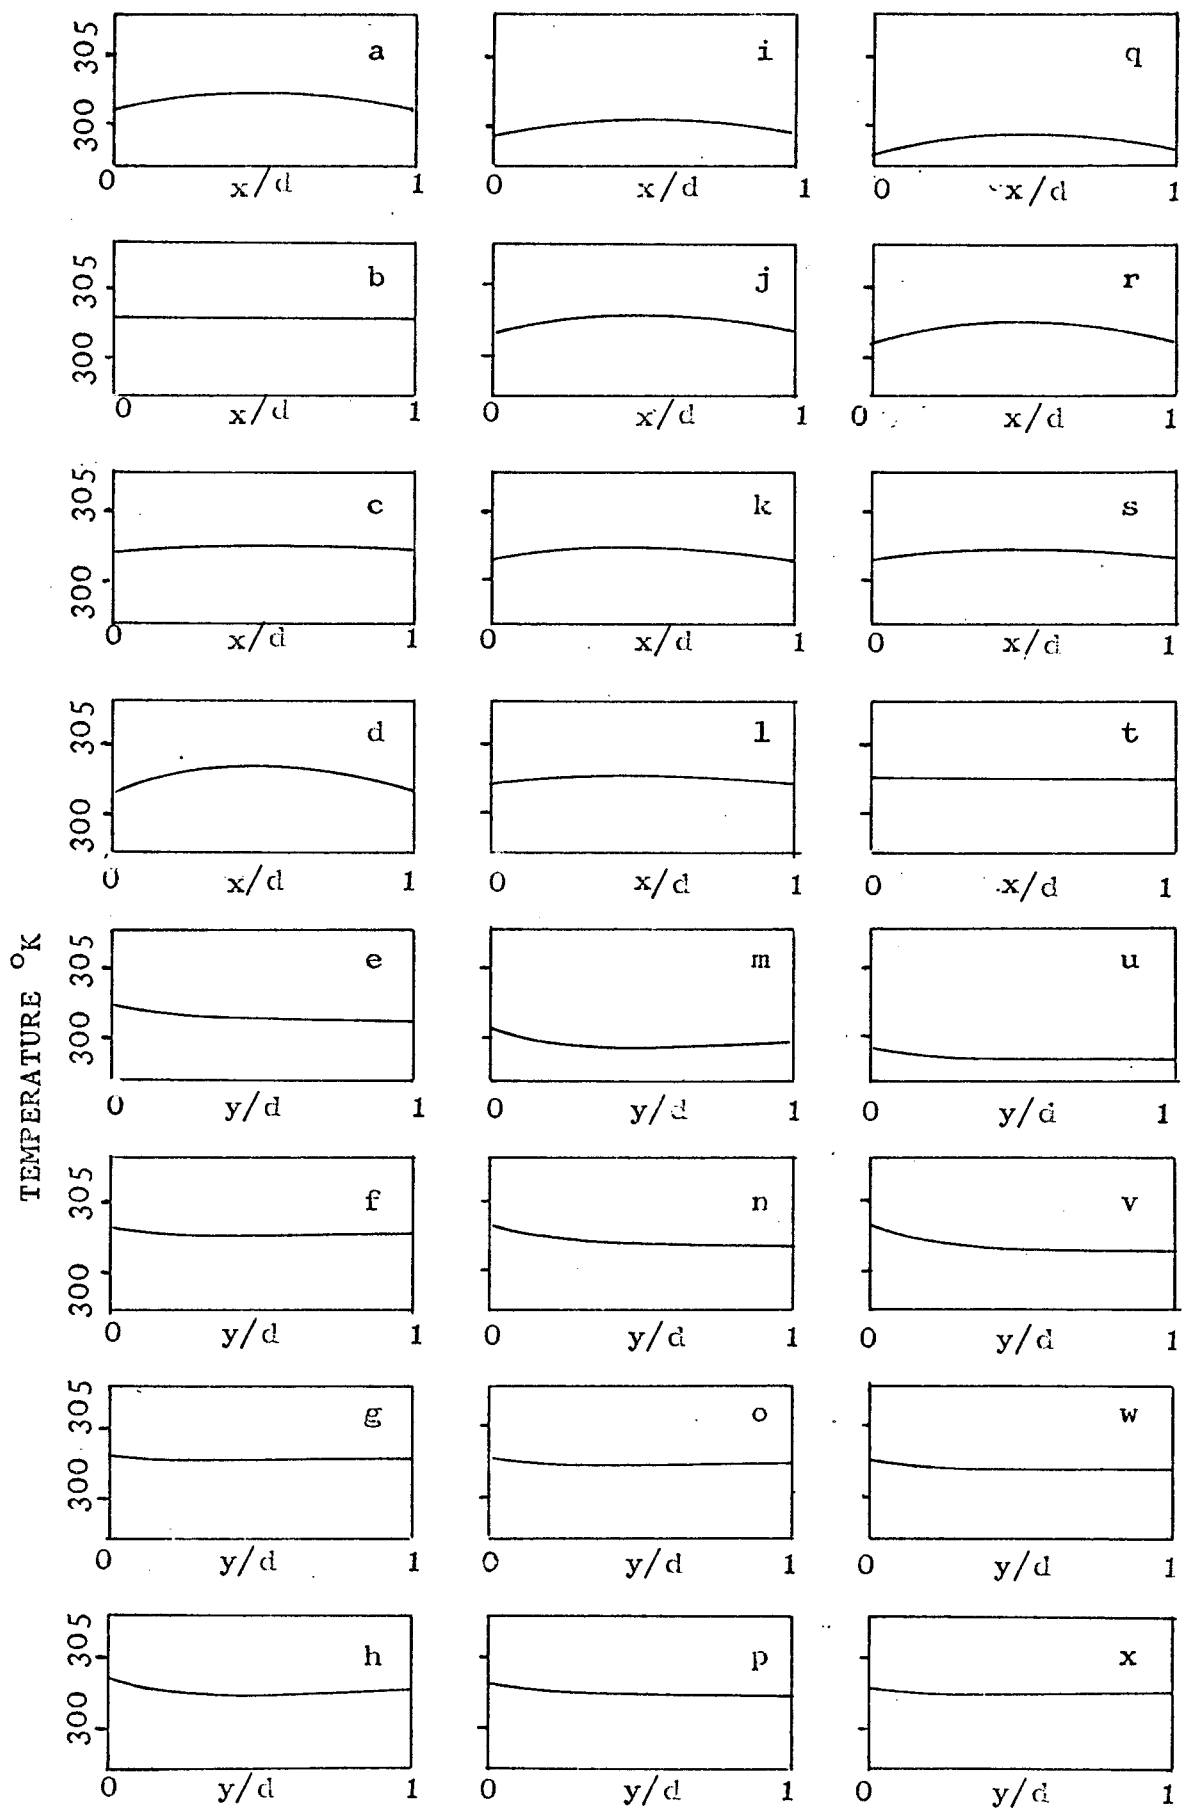 TEMPERATURE °K
305 a i q
300
0 x/d 1 0 x/d 1 0 x/d 1
305 b j r
300
0 x/d 1 0 x/d 1 0 x/d 1
305 c k s
300
0 x/d 1 0 x/d 1 0 x/d 1
305 d l t
300
0 x/d 1 0 x/d 1 0 x/d 1
305 e m u
300
0 y/d 1 0 y/d 1 0 y/d 1
305 f n v
300
0 y/d 1 0 y/d 1 0 y/d 1
305 g o w
300
0 y/d 1 0 y/d 1 0 y/d 1
305 h p x
300
0 y/d 1 0 y/d 1 0 y/d 1